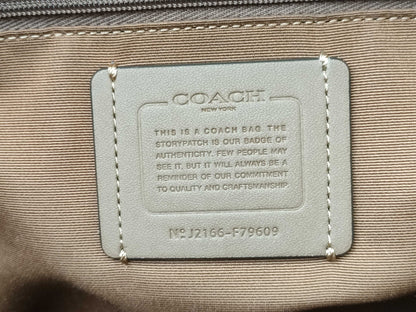 COACH
NEW YORK
THIS IS A COACH BAG. THE
STORYPATCH IS OUR BADGE OF
AUTHENTICITY. FEW PEOPLE MAY
SEE IT. BUT IT WILL ALWAYS BE A
REMINDER OF OUR COMMITMENT
TO QUALITY AND CRAFTSMANSHIP.
Nº J2166-F79609